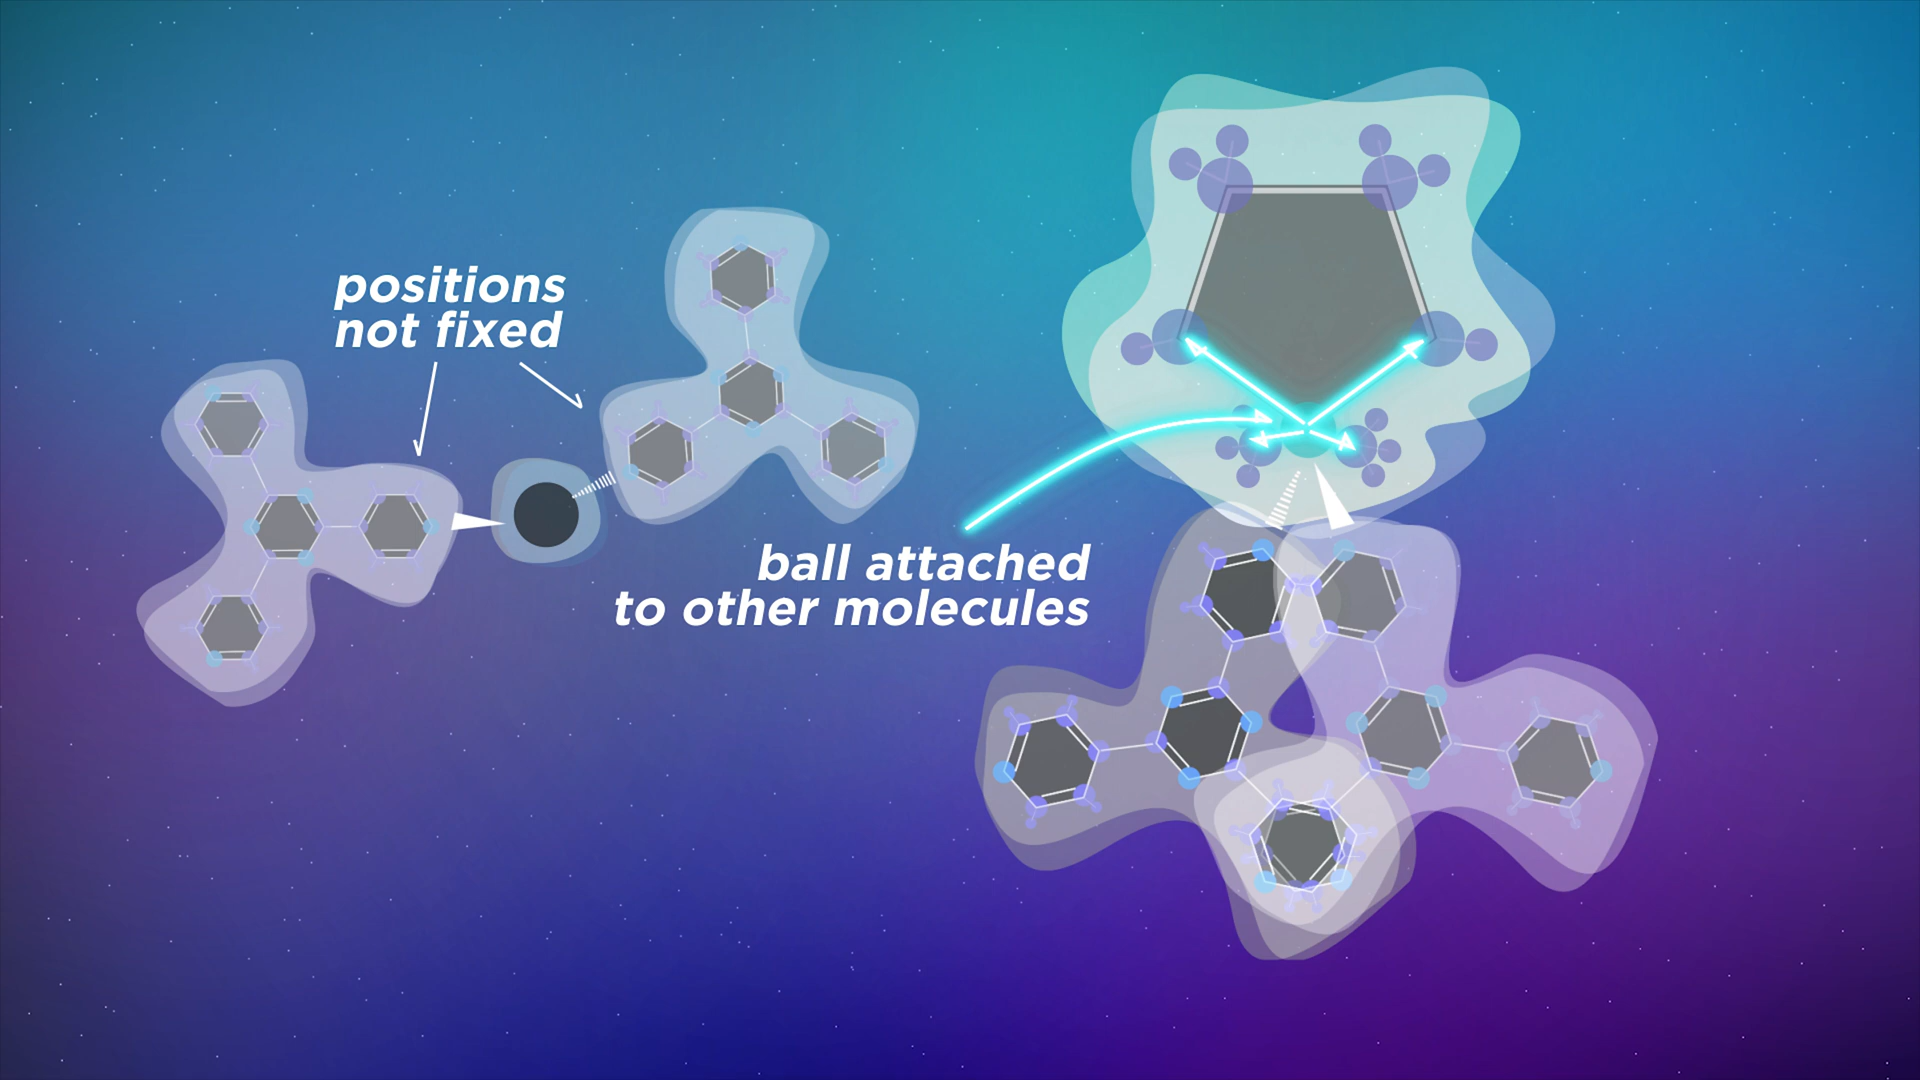 positions
not fixed
ball attached
to other molecules